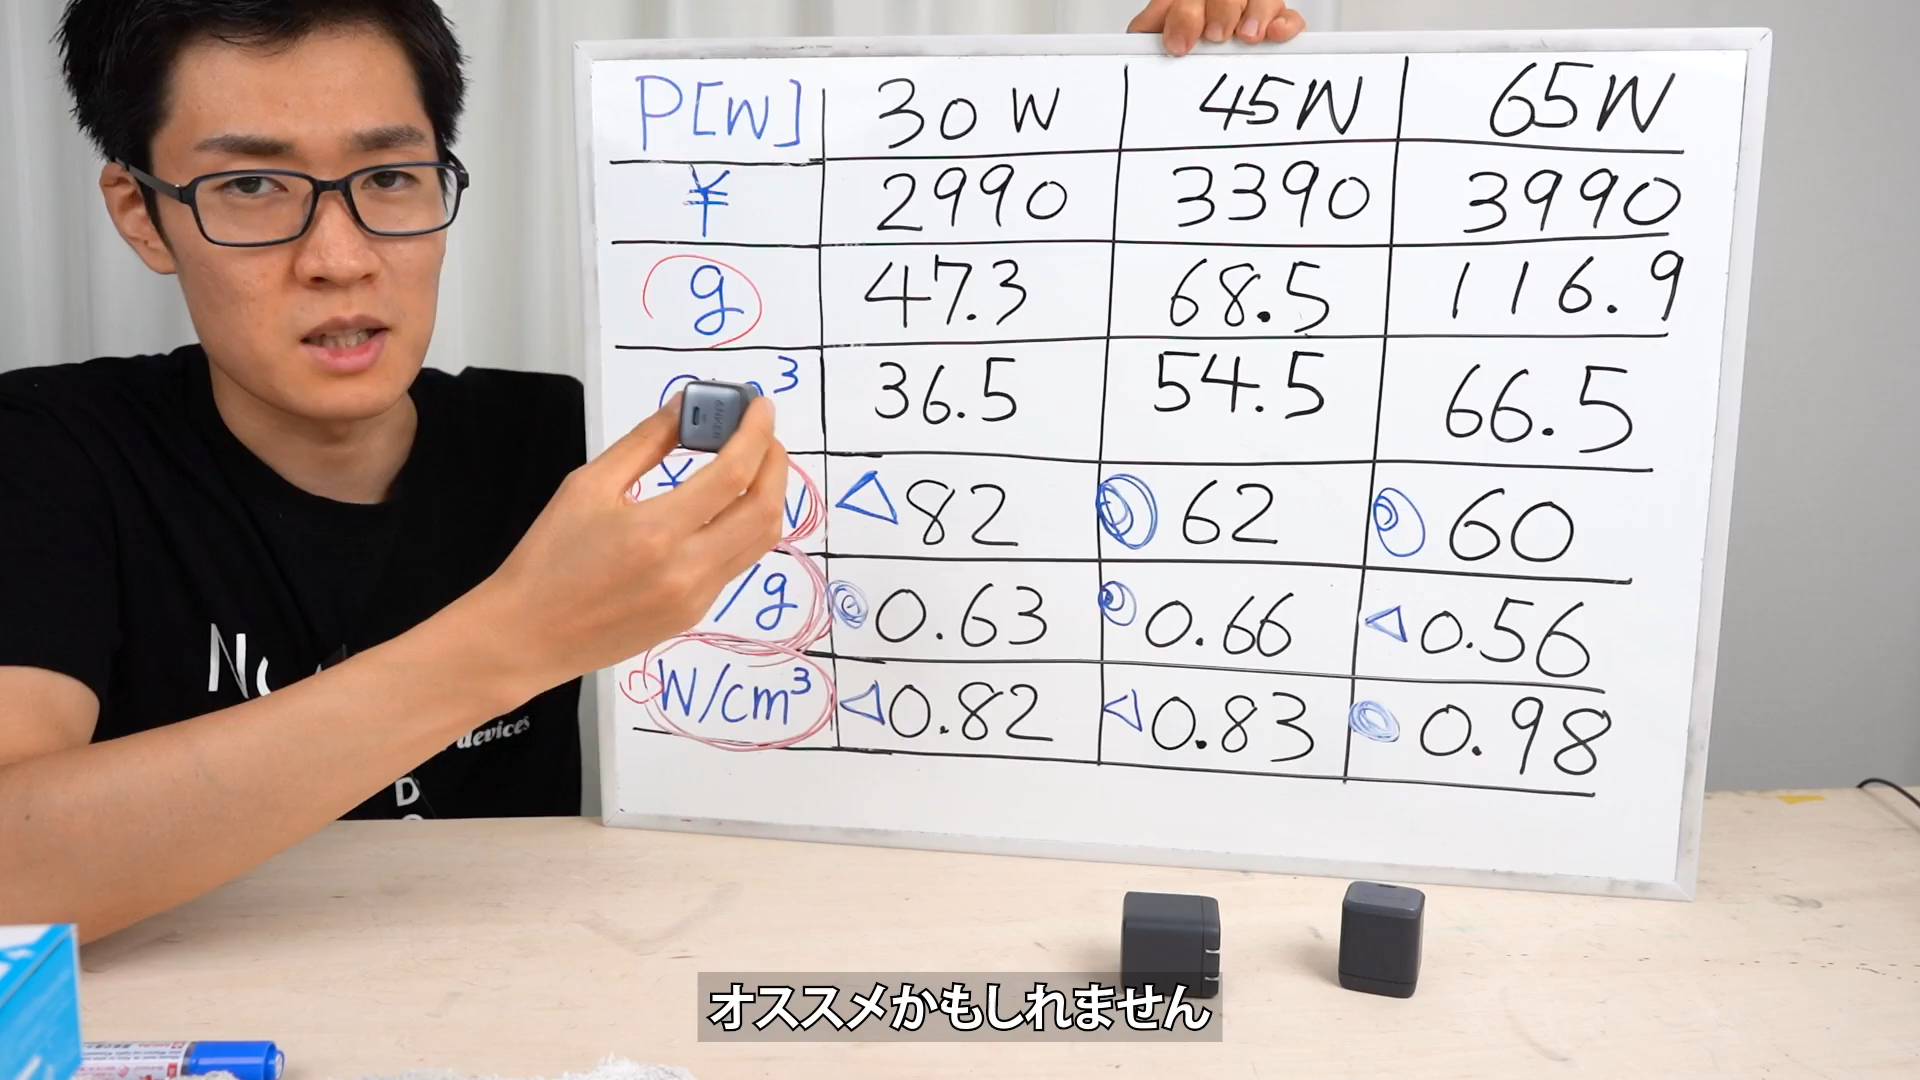 P[W] 30W 45W 65W
¥ 2990 3390 3990
g 47.3 68.5 116.9
36.5 54.5 66.5
¥ △ 82 ◎ 62 ◎ 60
/g ◎ 0.63 ◎ 0.66 △ 0.56
W/cm³ △ 0.82 △ 0.83 ◎ 0.98
ANKER
devices
オススメかもしれません